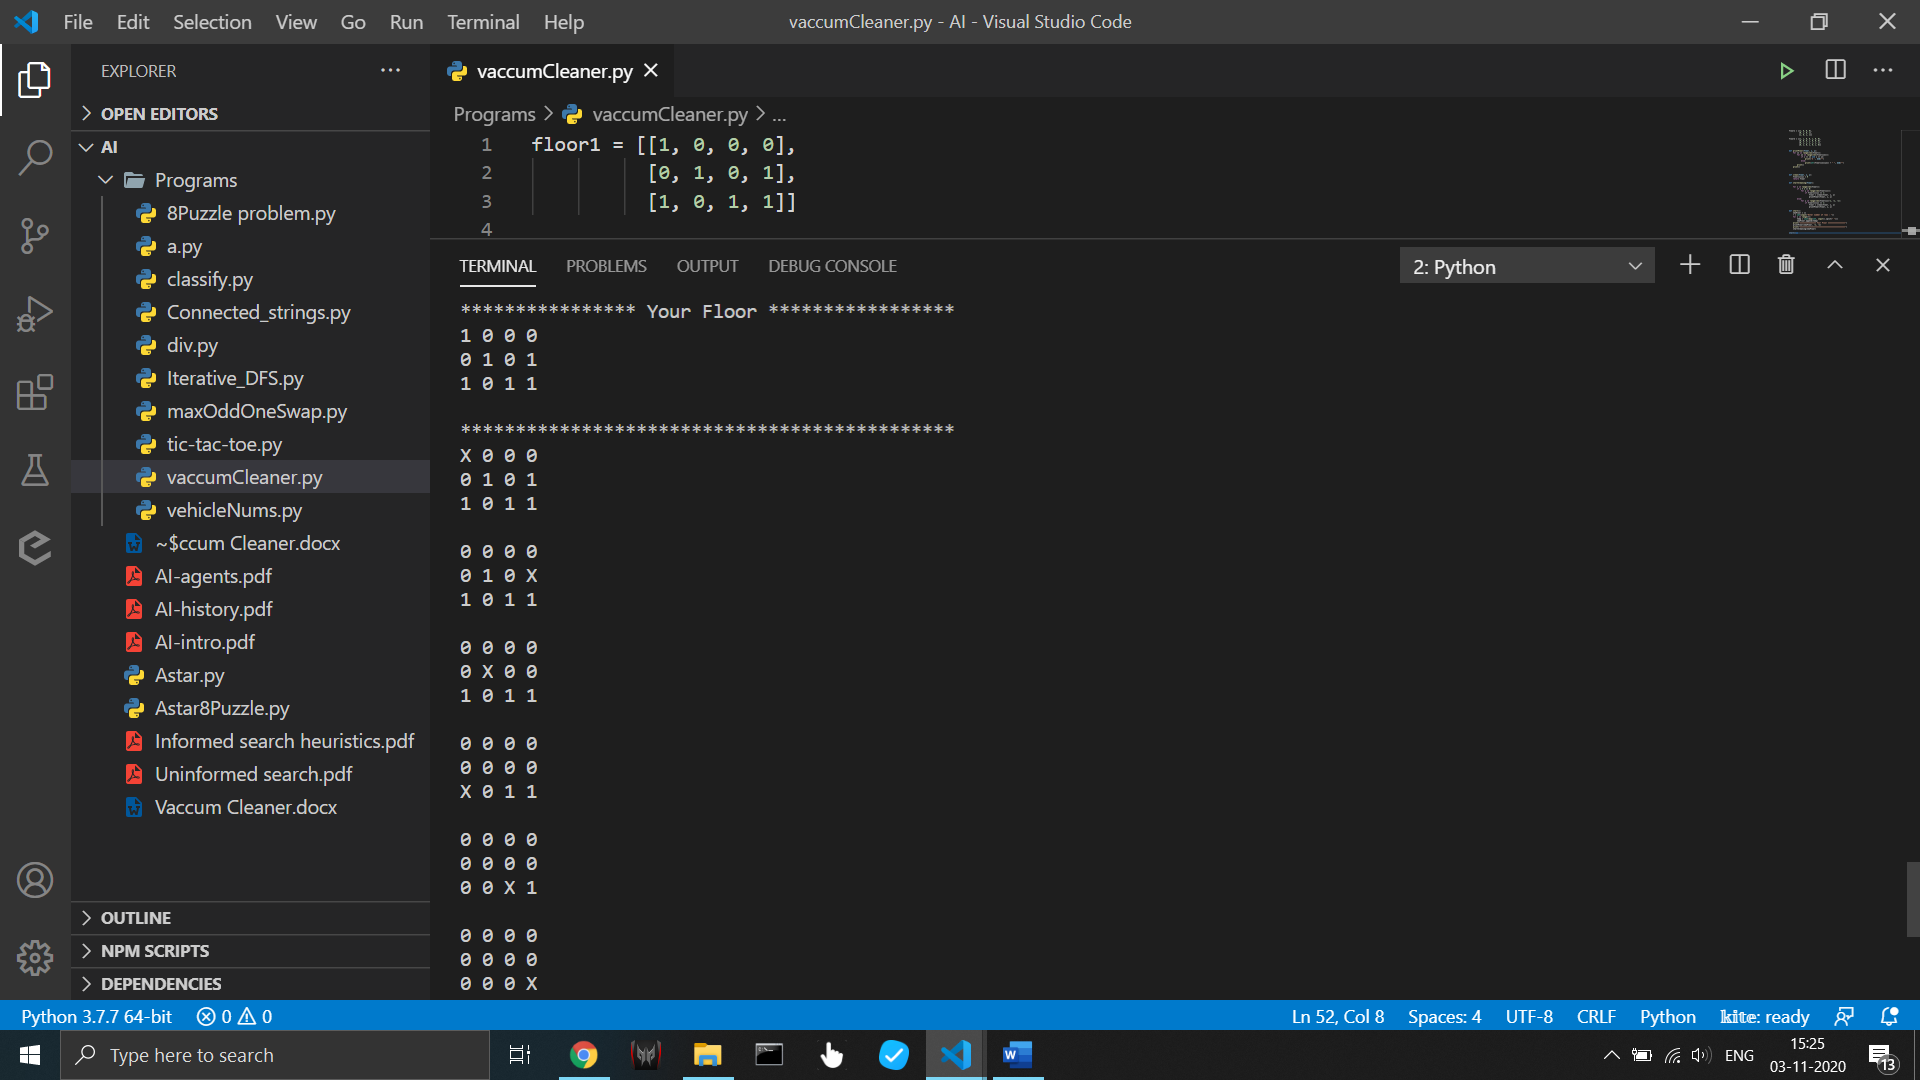 File Edit Selection View Go Run Terminal Help
vaccumCleaner.py - AI - Visual Studio Code
EXPLORER
OPEN EDITORS
AI
Programs
8Puzzle problem.py
a.py
classify.py
Connected_strings.py
div.py
Iterative_DFS.py
maxOddOneSwap.py
tic-tac-toe.py
vaccumCleaner.py
vehicleNums.py
~$ccum Cleaner.docx
AI-agents.pdf
AI-history.pdf
AI-intro.pdf
Astar.py
Astar8Puzzle.py
Informed search heuristics.pdf
Uninformed search.pdf
Vaccum Cleaner.docx
OUTLINE
NPM SCRIPTS
DEPENDENCIES
vaccumCleaner.py
Programs > vaccumCleaner.py > ...
1 floor1 = [[1, 0, 0, 0],
2 [0, 1, 0, 1],
3 [1, 0, 1, 1]]
4
TERMINAL PROBLEMS OUTPUT DEBUG CONSOLE
2: Python
**************** Your Floor *****************
1 0 0 0
0 1 0 1
1 0 1 1
*********************************************
X 0 0 0
0 1 0 1
1 0 1 1
0 0 0 0
0 1 0 X
1 0 1 1
0 0 0 0
0 X 0 0
1 0 1 1
0 0 0 0
0 0 0 0
X 0 1 1
0 0 0 0
0 0 0 0
0 0 X 1
0 0 0 0
0 0 0 0
0 0 0 X
Python 3.7.7 64-bit 0 0
Ln 52, Col 8 Spaces: 4 UTF-8 CRLF Python kite: ready
Type here to search
ENG
15:25
03-11-2020
13